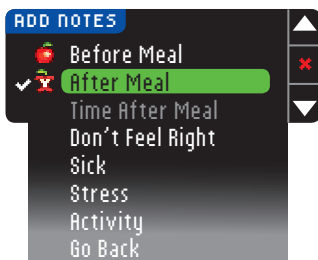 ADD NOTES
Before Meal
After Meal
Time After Meal
Don't Feel Right
Sick
Stress
Activity
Go Back